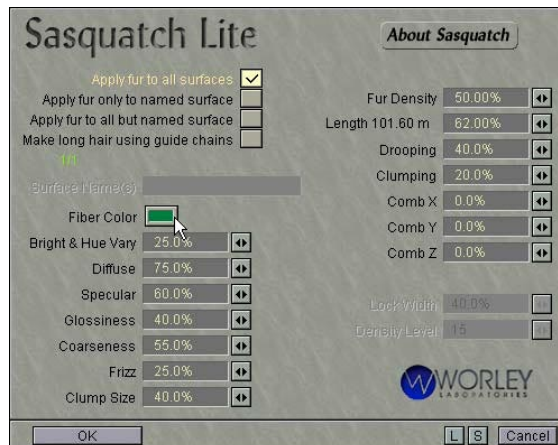 Sasquatch Lite
About Sasquatch
Apply fur to all surfaces
Apply fur only to named surface
Apply fur to all but named surface
Make long hair using guide chains
1/1
Surface Name(s)
Fiber Color
Bright & Hue Vary 25.0%
Diffuse 75.0%
Specular 60.0%
Glossiness 40.0%
Coarseness 55.0%
Frizz 25.0%
Clump Size 40.0%
Fur Density 50.00%
Length 101.60 m 62.00%
Drooping 40.0%
Clumping 20.0%
Comb X 0.0%
Comb Y 0.0%
Comb Z 0.0%
Lock Width 40.0%
Density Level 15
WORLEY
LABORATORIES
OK
L S Cancel